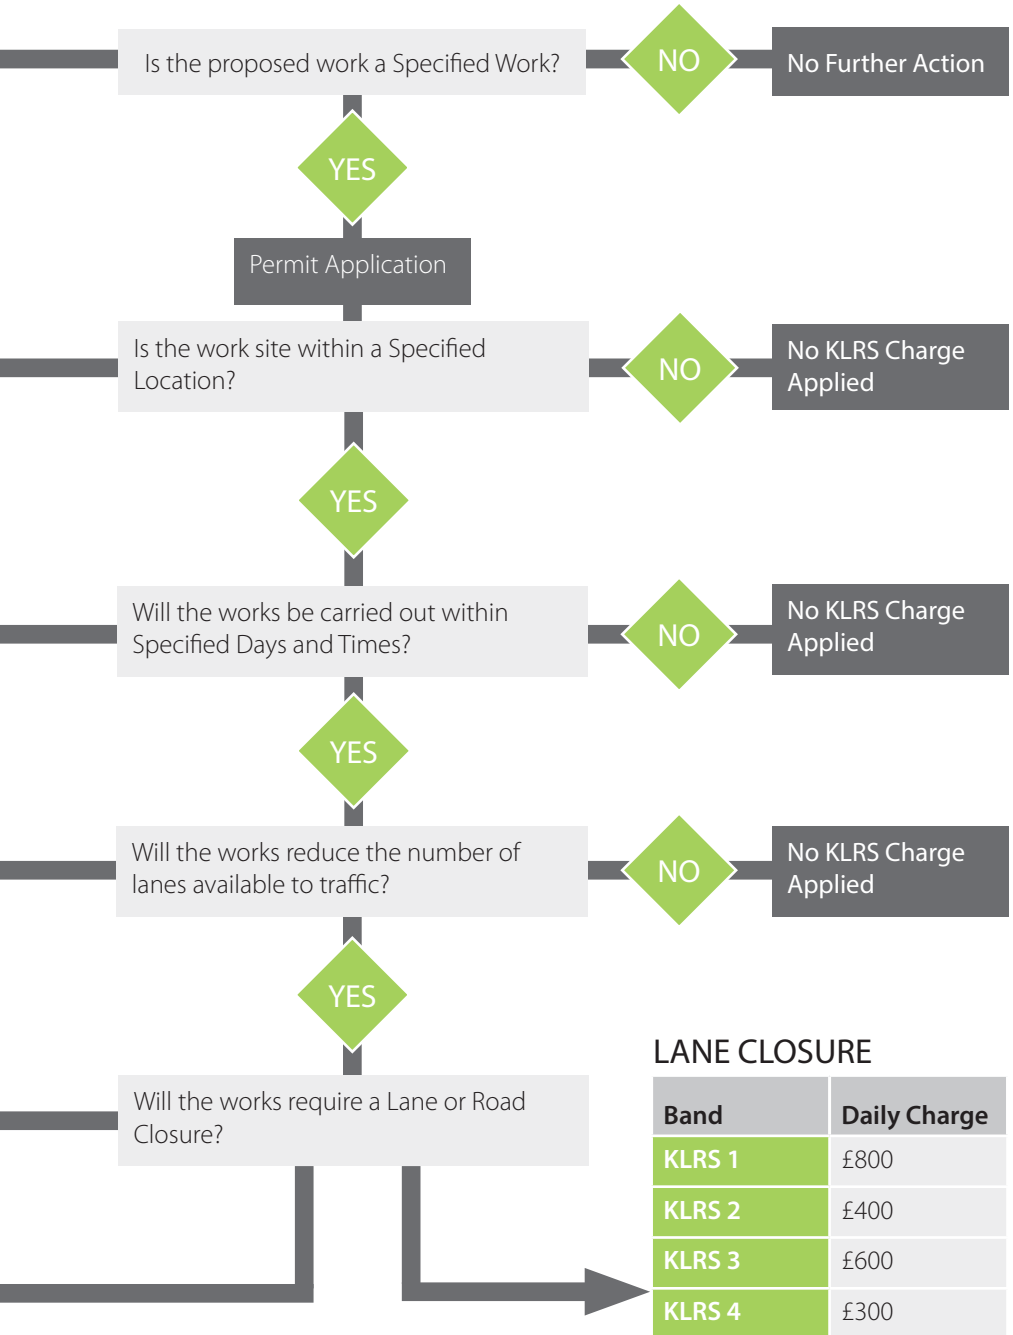 Is the proposed work a Specified Work?
NO
No Further Action
YES
Permit Application
Is the work site within a Specified
Location?
NO
No KLRS Charge
Applied
YES
Will the works be carried out within
Specified Days and Times?
NO
No KLRS Charge
Applied
YES
Will the works reduce the number of
lanes available to traffic?
NO
No KLRS Charge
Applied
YES
Will the works require a Lane or Road
Closure?
LANE CLOSURE
Band Daily Charge
KLRS 1 £800
KLRS 2 £400
KLRS 3 £600
KLRS 4 £300